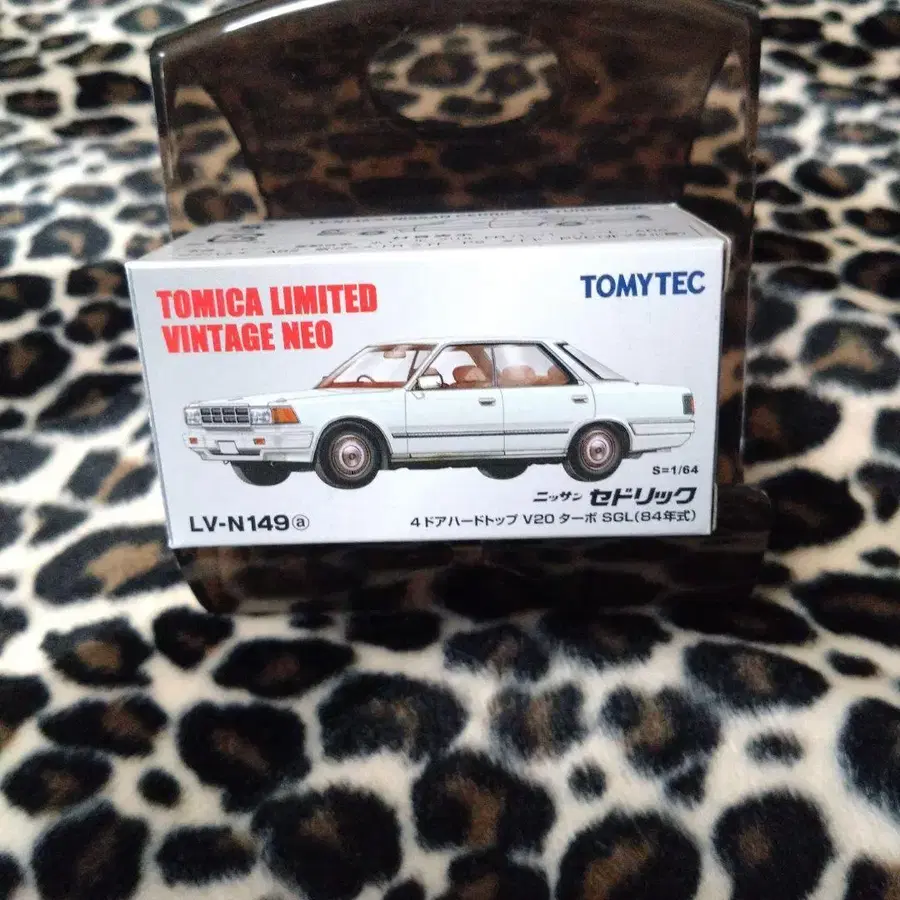 TOMICA LIMITED
VINTAGE NEO
TOMYTEC
S=1/64
ニッサン セドリック
LV-N149ⓐ
4ドアハードトップ V20 ターボ SGL(84年式)